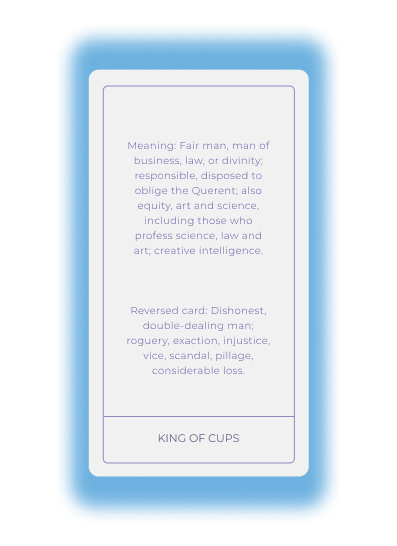 Meaning: Fair man, man of
business, law, or divinity;
responsible, disposed to
oblige the Querent; also
equity, art and science,
including those who
profess science, law and
art; creative intelligence.
Reversed card: Dishonest,
double-dealing man;
roguery, exaction, injustice,
vice, scandal, pillage,
considerable loss.
KING OF CUPS